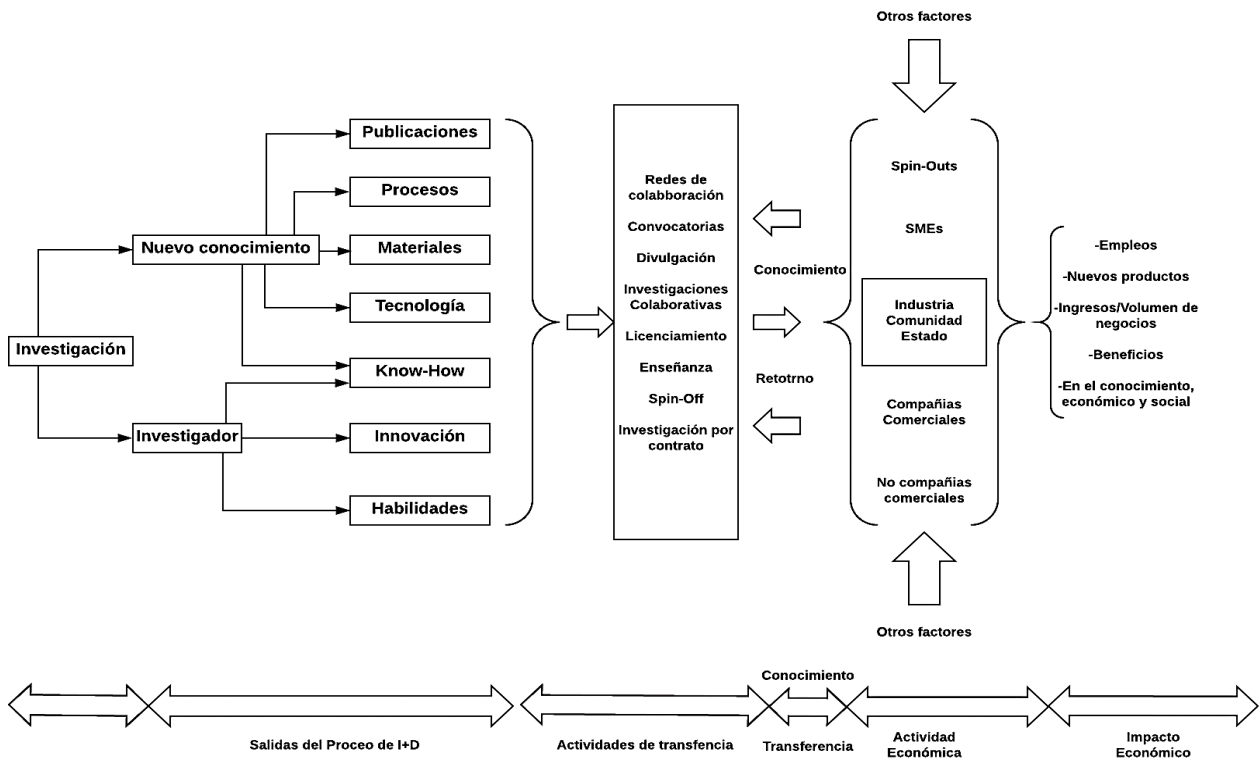 Otros factores
Publicaciones
Procesos
Nuevo conocimiento
Materiales
Tecnología
Investigación
Know-How
Investigador
Innovación
Habilidades
Redes de
colabboración
Convocatorias
Divulgación
Investigaciones
Colaborativas
Licenciamiento
Enseñanza
Spin-Off
Investigación por
contrato
Conocimiento
Retotrno
Spin-Outs
SMEs
Industria
Comunidad
Estado
Compañias
Comerciales
No compañias
comerciales
-Empleos
-Nuevos productos
-Ingresos/Volumen de
negocios
-Beneficios
-En el conocimiento,
económico y social
Otros factores
Conocimiento
Salidas del Proceo de I+D
Actividades de transfencia
Transferencia
Actividad
Económica
Impacto
Económico